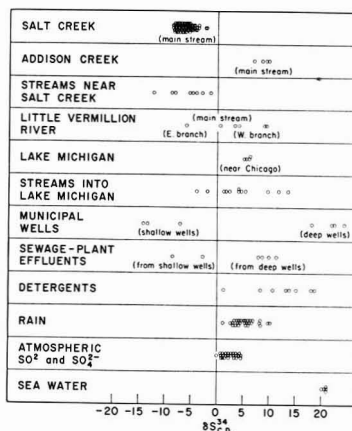 SALT CREEK
(main stream)
ADDISON CREEK
(main stream)
STREAMS NEAR
SALT CREEK
LITTLE VERMILLION
RIVER
(main stream)
(E. branch) (W. branch)
LAKE MICHIGAN
(near Chicago)
STREAMS INTO
LAKE MICHIGAN
MUNICIPAL
WELLS
(shallow wells) (deep wells)
SEWAGE-PLANT
EFFLUENTS
(from shallow wells) (from deep wells)
DETERGENTS
RAIN
ATMOSPHERIC
SO² and SO₄²⁻
SEA WATER
-20 -15 -10 -5 0 5 10 15 20
δS³⁴